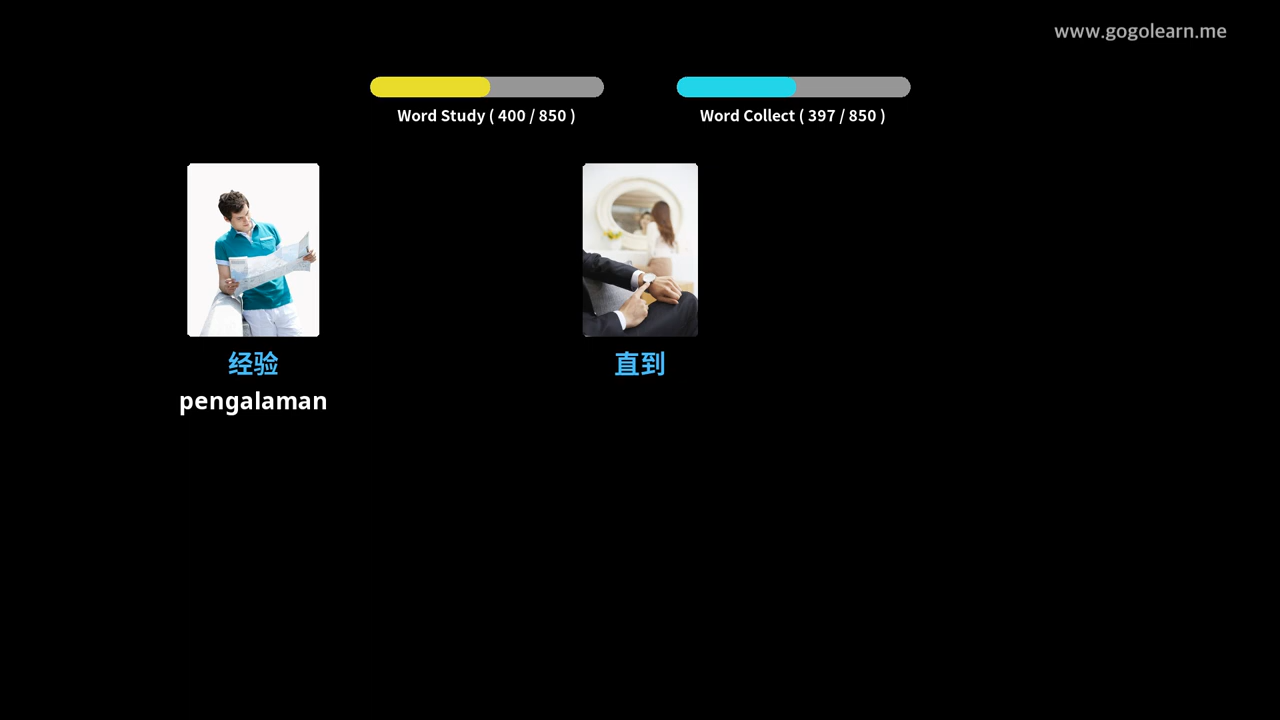 www.gogolearn.me
Word Study ( 400 / 850 )
Word Collect ( 397 / 850 )
经验
直到
pengalaman